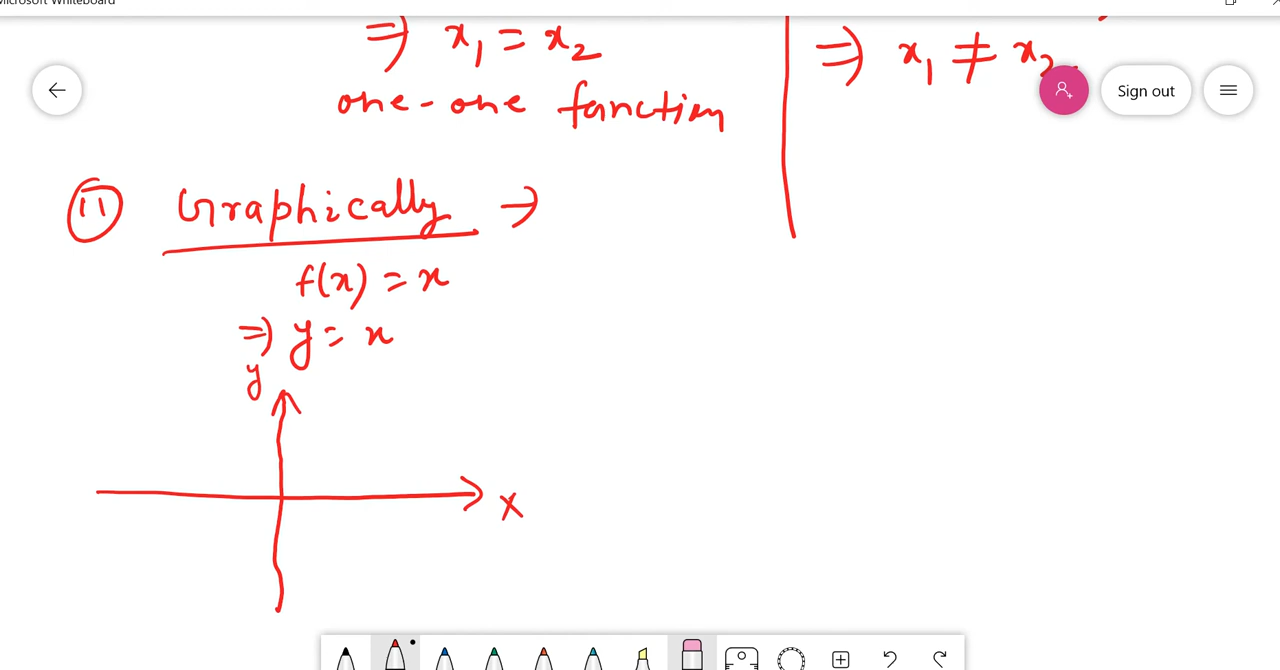 Microsoft Whiteboard
⇒ x₁ = x₂
one-one function
⇒ x₁ ≠ x₂
Sign out
(ii) Graphically →
f(x) = x
⇒ y = x
y
X